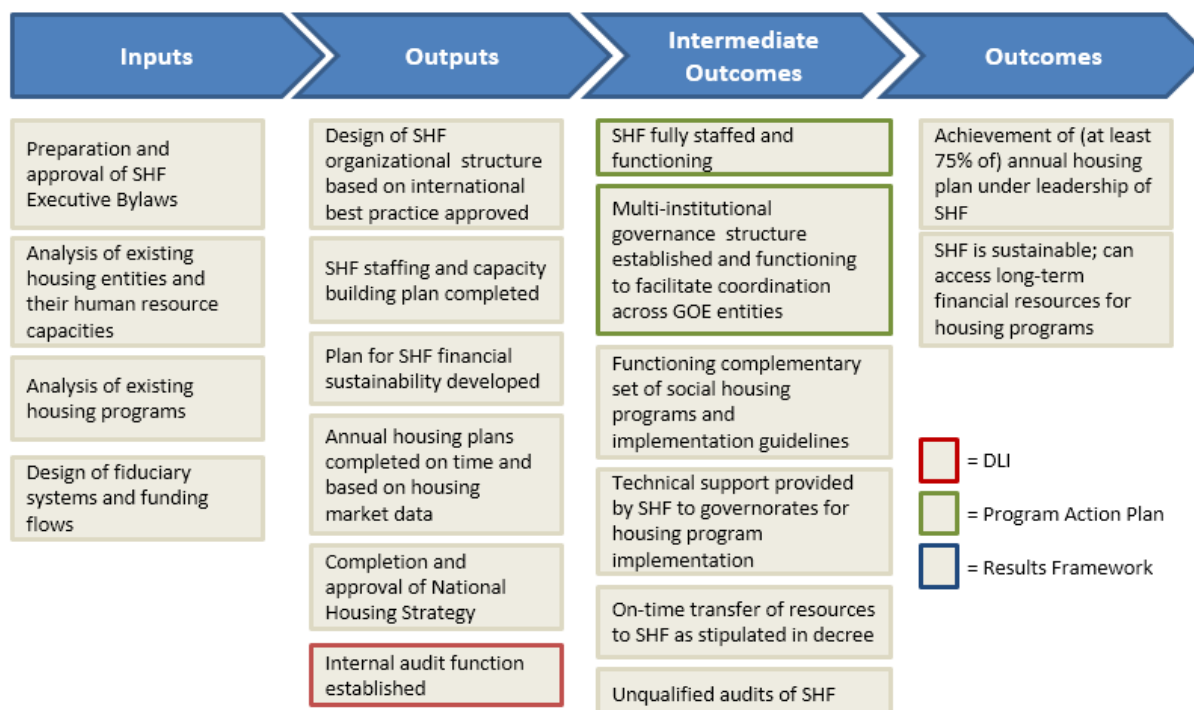 Inputs
Outputs
Intermediate
Outcomes
Outcomes
Preparation and
approval of SHF
Executive Bylaws
Analysis of existing
housing entities and
their human resource
capacities
Analysis of existing
housing programs
Design of fiduciary
systems and funding
flows
Design of SHF
organizational structure
based on international
best practice approved
SHF staffing and capacity
building plan completed
Plan for SHF financial
sustainability developed
Annual housing plans
completed on time and
based on housing
market data
Completion and
approval of National
Housing Strategy
Internal audit function
established
SHF fully staffed and
functioning
Multi-institutional
governance structure
established and functioning
to facilitate coordination
across GOE entities
Functioning complementary
set of social housing
programs and
implementation guidelines
Technical support provided
by SHF to governorates for
housing program
implementation
On-time transfer of resources
to SHF as stipulated in decree
Unqualified audits of SHF
Achievement of (at least
75% of) annual housing
plan under leadership of
SHF
SHF is sustainable; can
access long-term
financial resources for
housing programs
= DLI
= Program Action Plan
= Results Framework